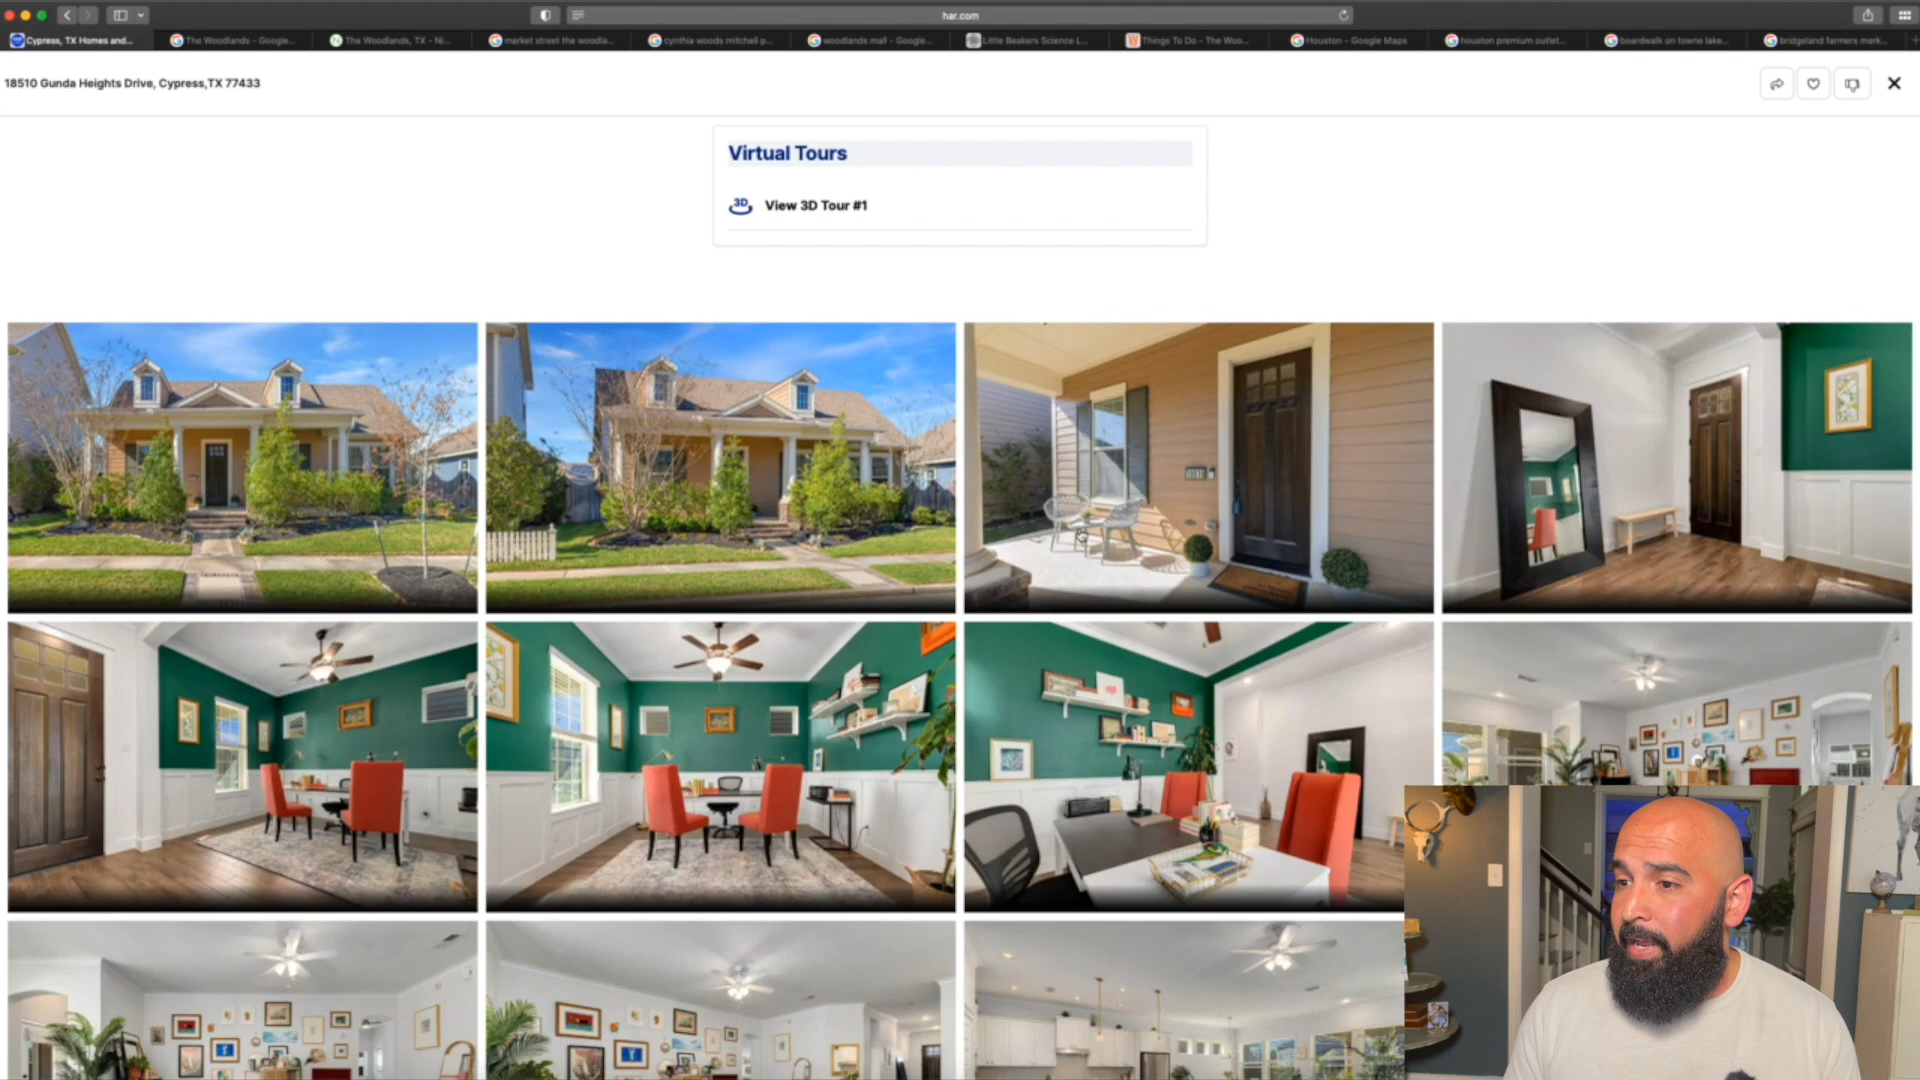 har.com
Cypress, TX Homes and...
The Woodlands - Google...
The Woodlands, TX - Ni...
market street the woodla...
cynthia woods mitchell p...
woodlands mall - Google...
Little Beakers Science L...
Things To Do - The Woo...
Houston - Google Maps
houston premium outlet...
boardwalk on towne lake...
bridgeland farmers mark...
18510 Gunda Heights Drive, Cypress,TX 77433
Virtual Tours
3D
View 3D Tour #1